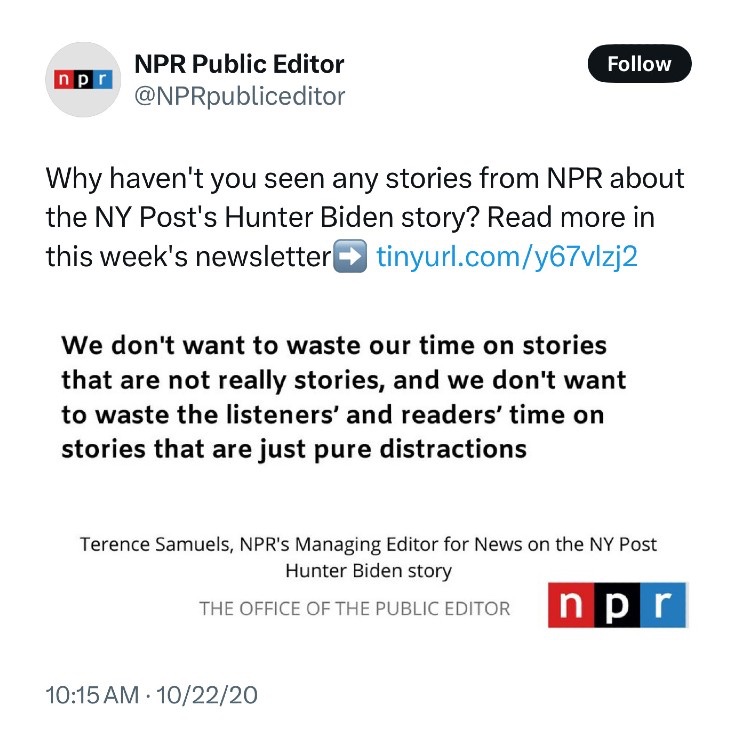 npr
NPR Public Editor
@NPRpubliceditor
Follow
Why haven't you seen any stories from NPR about
the NY Post's Hunter Biden story? Read more in
this week's newsletter➡️ tinyurl.com/y67vlzj2
We don't want to waste our time on stories
that are not really stories, and we don't want
to waste the listeners’ and readers’ time on
stories that are just pure distractions
Terence Samuels, NPR's Managing Editor for News on the NY Post
Hunter Biden story
THE OFFICE OF THE PUBLIC EDITOR
npr
10:15 AM · 10/22/20